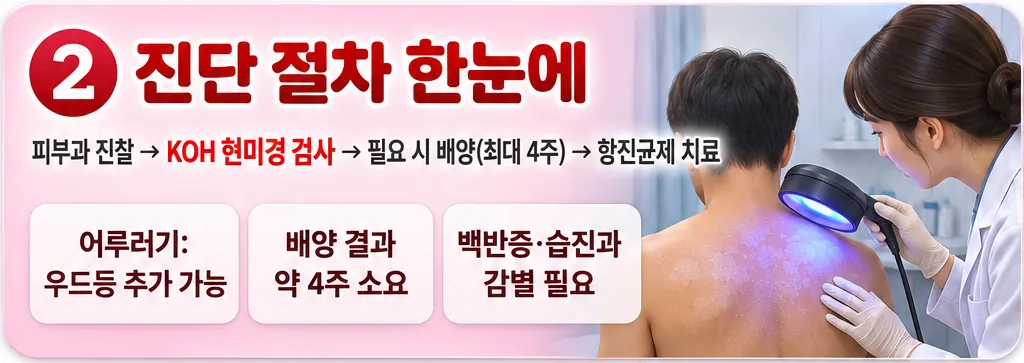 2 진단 절차 한눈에
피부과 진찰 → KOH 현미경 검사 → 필요 시 배양(최대 4주) → 항진균제 치료
어루러기:
우드등 추가 가능
배양 결과
약 4주 소요
백반증·습진과
감별 필요